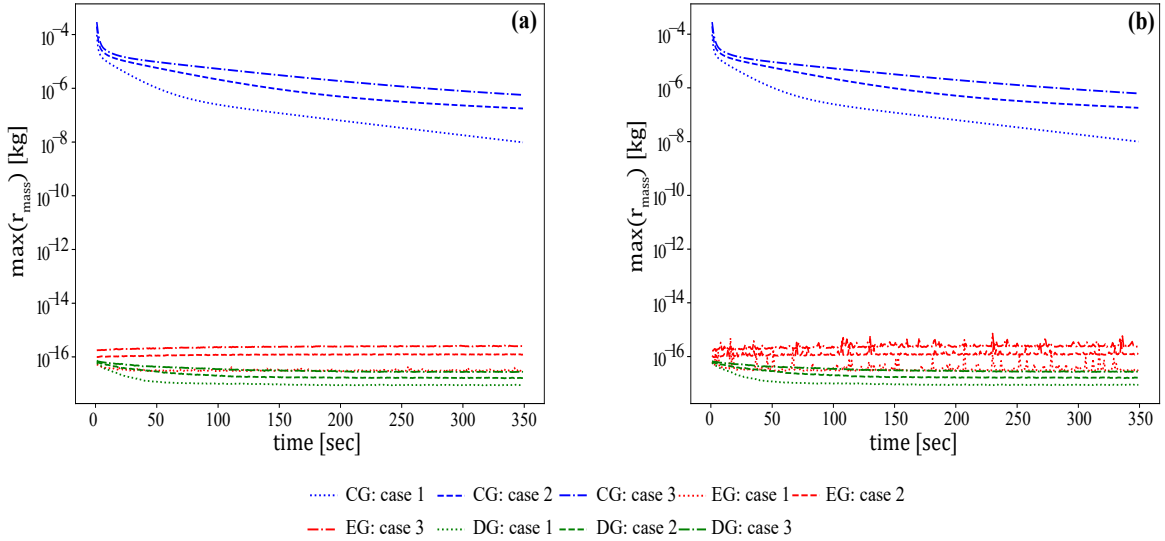 (a)
max(r_mass) [kg]
10^−4
10^−6
10^−8
10^−10
10^−12
10^−14
10^−16
0 50 100 150 200 250 300 350
time [sec]
(b)
max(r_mass) [kg]
10^−4
10^−6
10^−8
10^−10
10^−12
10^−14
10^−16
0 50 100 150 200 250 300 350
time [sec]
CG: case 1 CG: case 2 CG: case 3 EG: case 1 EG: case 2
EG: case 3 DG: case 1 DG: case 2 DG: case 3